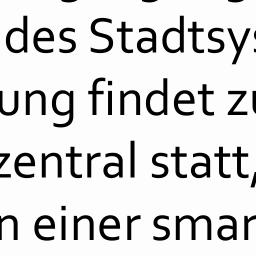 des Stadtsys
ung findet zu
zentral statt,
n einer smar